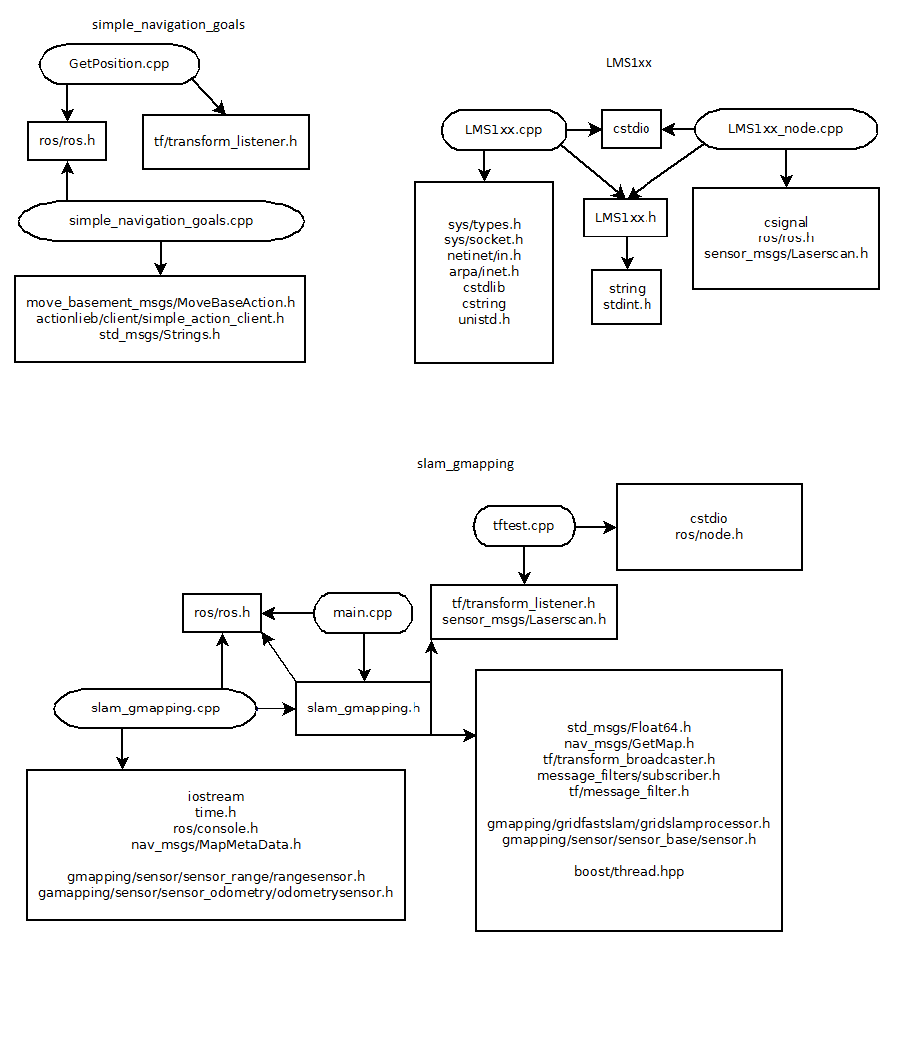 simple_navigation_goals
GetPosition.cpp
ros/ros.h
tf/transform_listener.h
simple_navigation_goals.cpp
move_basement_msgs/MoveBaseAction.h
actionlieb/client/simple_action_client.h
std_msgs/Strings.h
LMS1xx
LMS1xx.cpp
cstdio
LMS1xx_node.cpp
sys/types.h
sys/socket.h
netinet/in.h
arpa/inet.h
cstdlib
cstring
unistd.h
LMS1xx.h
string
stdint.h
csignal
ros/ros.h
sensor_msgs/Laserscan.h
slam_gmapping
tftest.cpp
cstdio
ros/node.h
tf/transform_listener.h
sensor_msgs/Laserscan.h
ros/ros.h
main.cpp
slam_gmapping.cpp
slam_gmapping.h
iostream
time.h
ros/console.h
nav_msgs/MapMetaData.h
gmapping/sensor/sensor_range/rangesensor.h
gamapping/sensor/sensor_odometry/odometrysensor.h
std_msgs/Float64.h
nav_msgs/GetMap.h
tf/transform_broadcaster.h
message_filters/subscriber.h
tf/message_filter.h
gmapping/gridfastslam/gridslamprocessor.h
gmapping/sensor/sensor_base/sensor.h
boost/thread.hpp